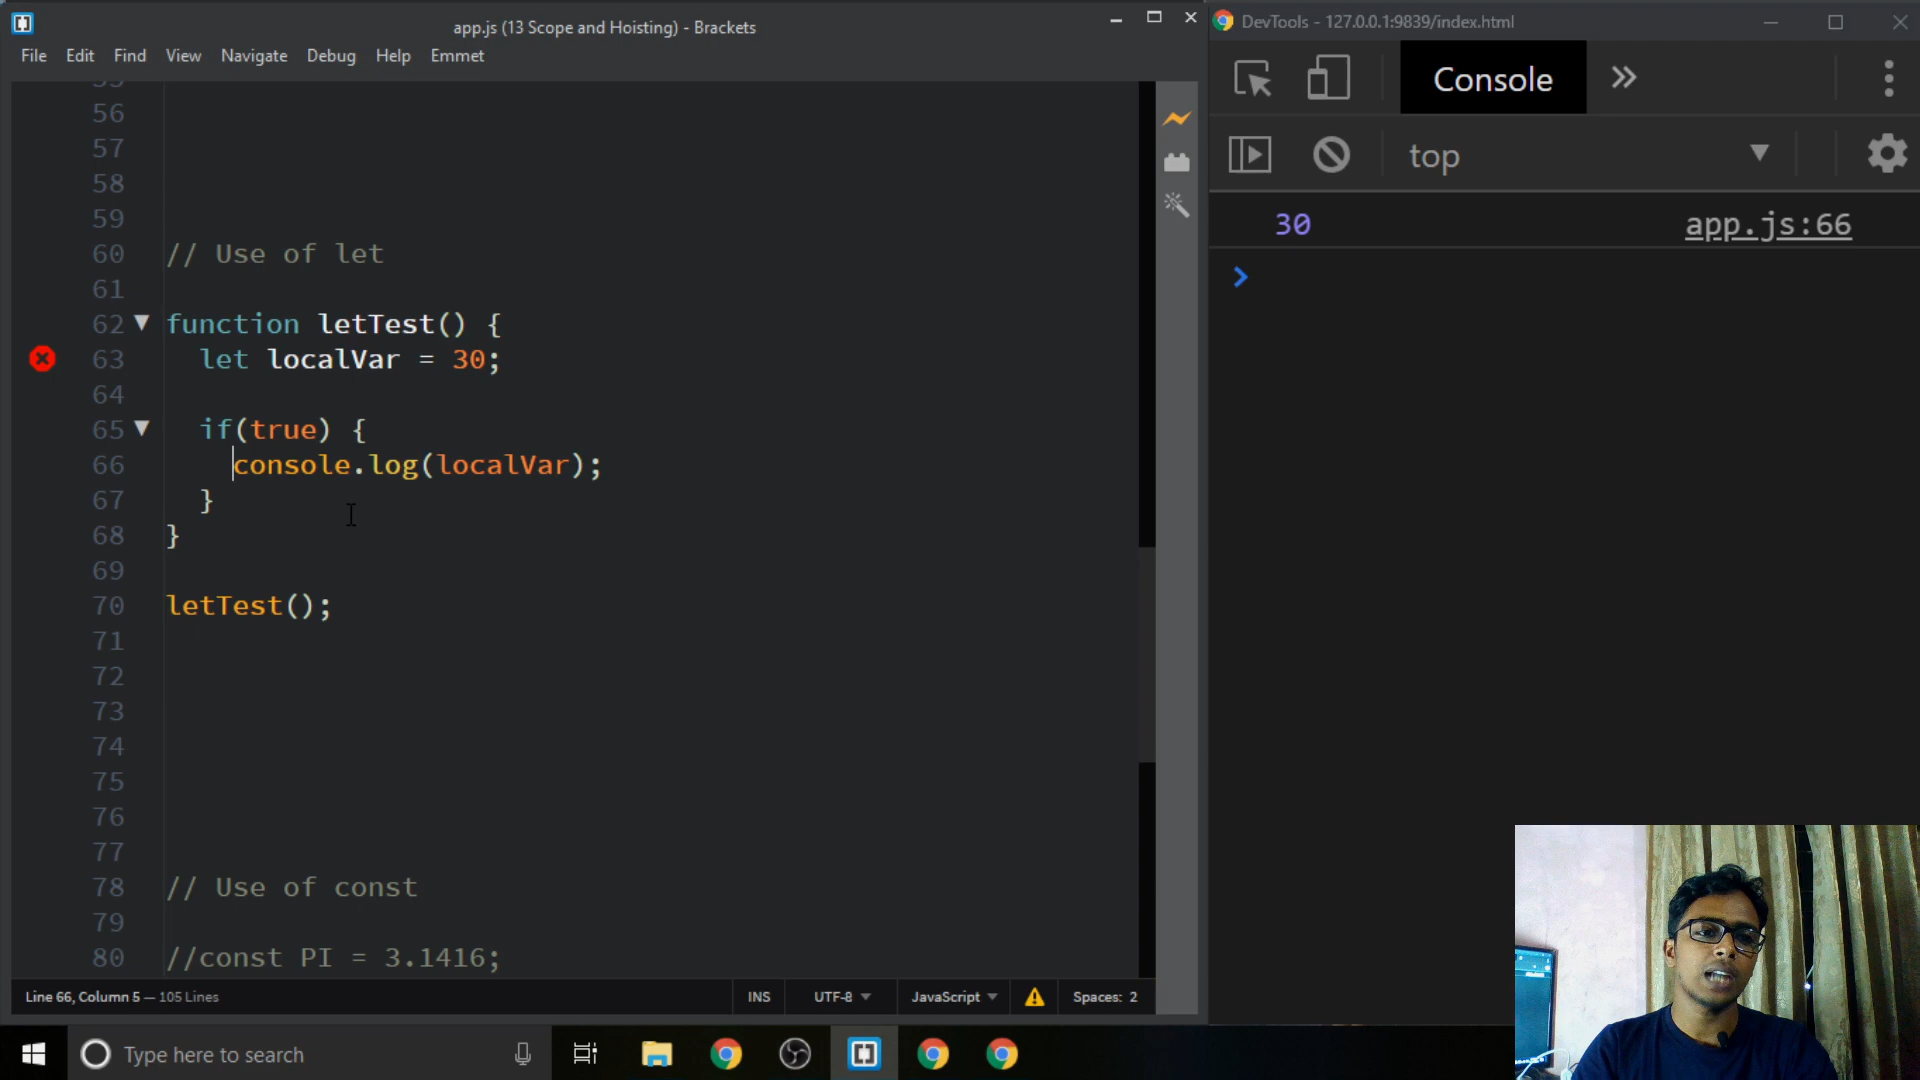 app.js (13 Scope and Hoisting) - Brackets
File Edit Find View Navigate Debug Help Emmet
56
57
58
59
60 // Use of let
61
62 function letTest() {
63 let localVar = 30;
64
65 if(true) {
66 console.log(localVar);
67 }
68 }
69
70 letTest();
71
72
73
74
75
76
77
78 // Use of const
79
80 //const PI = 3.1416;
Line 66, Column 5 — 105 Lines
INS UTF-8 JavaScript Spaces: 2
DevTools - 127.0.0.1:9839/index.html
Console
top
30 app.js:66
Type here to search